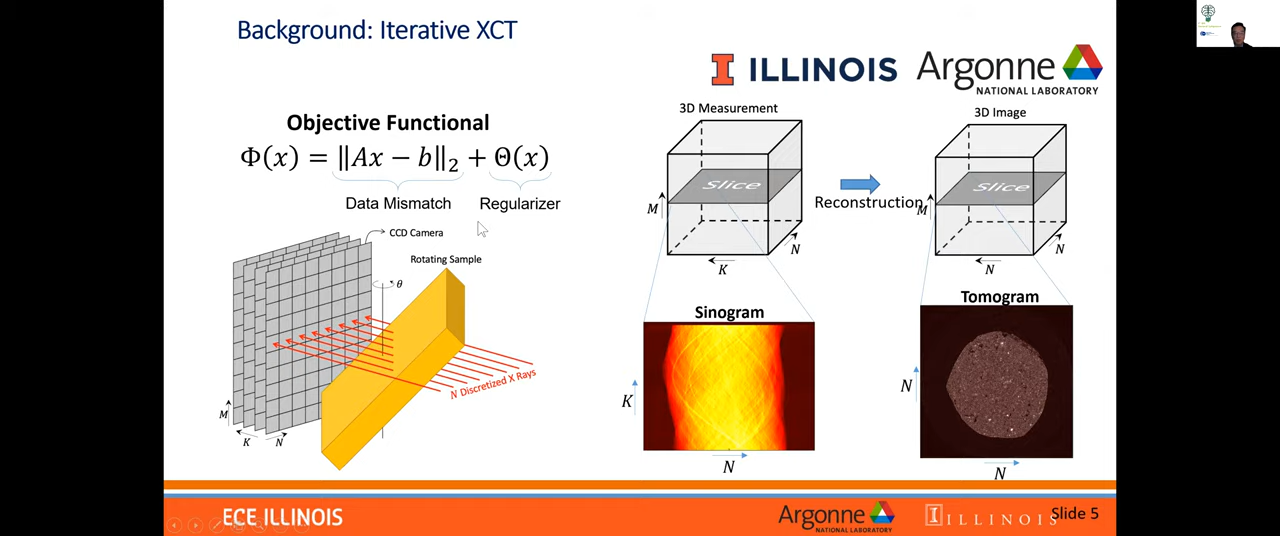 Background: Iterative XCT
ILLINOIS
Argonne
NATIONAL LABORATORY
Objective Functional
Φ(x) = ‖Ax − b‖₂ + Θ(x)
Data Mismatch
Regularizer
CCD Camera
Rotating Sample
θ
N Discretized X Rays
M
K
N
3D Measurement
Slice
M
K
N
Reconstruction
3D Image
Slice
M
N
N
Sinogram
K
N
Tomogram
N
N
ECE ILLINOIS
Argonne
NATIONAL LABORATORY
ILLINOIS
Slide 5